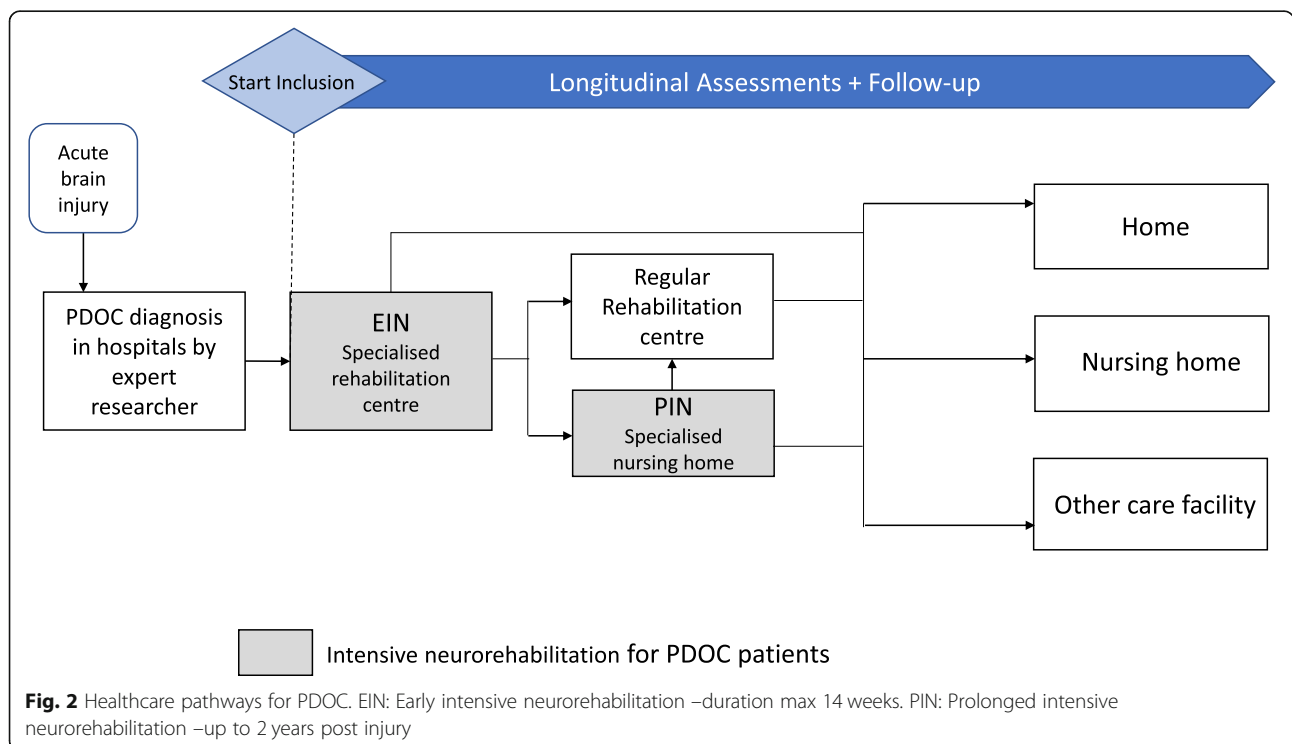 Start Inclusion
Longitudinal Assessments + Follow-up
Acute
brain
injury
PDOC diagnosis
in hospitals by
expert
researcher
EIN
Specialised
rehabilitation
centre
Regular
Rehabilitation
centre
PIN
Specialised
nursing home
Home
Nursing home
Other care facility
Intensive neurorehabilitation for PDOC patients
Fig. 2 Healthcare pathways for PDOC. EIN: Early intensive neurorehabilitation –duration max 14 weeks. PIN: Prolonged intensive
neurorehabilitation –up to 2 years post injury